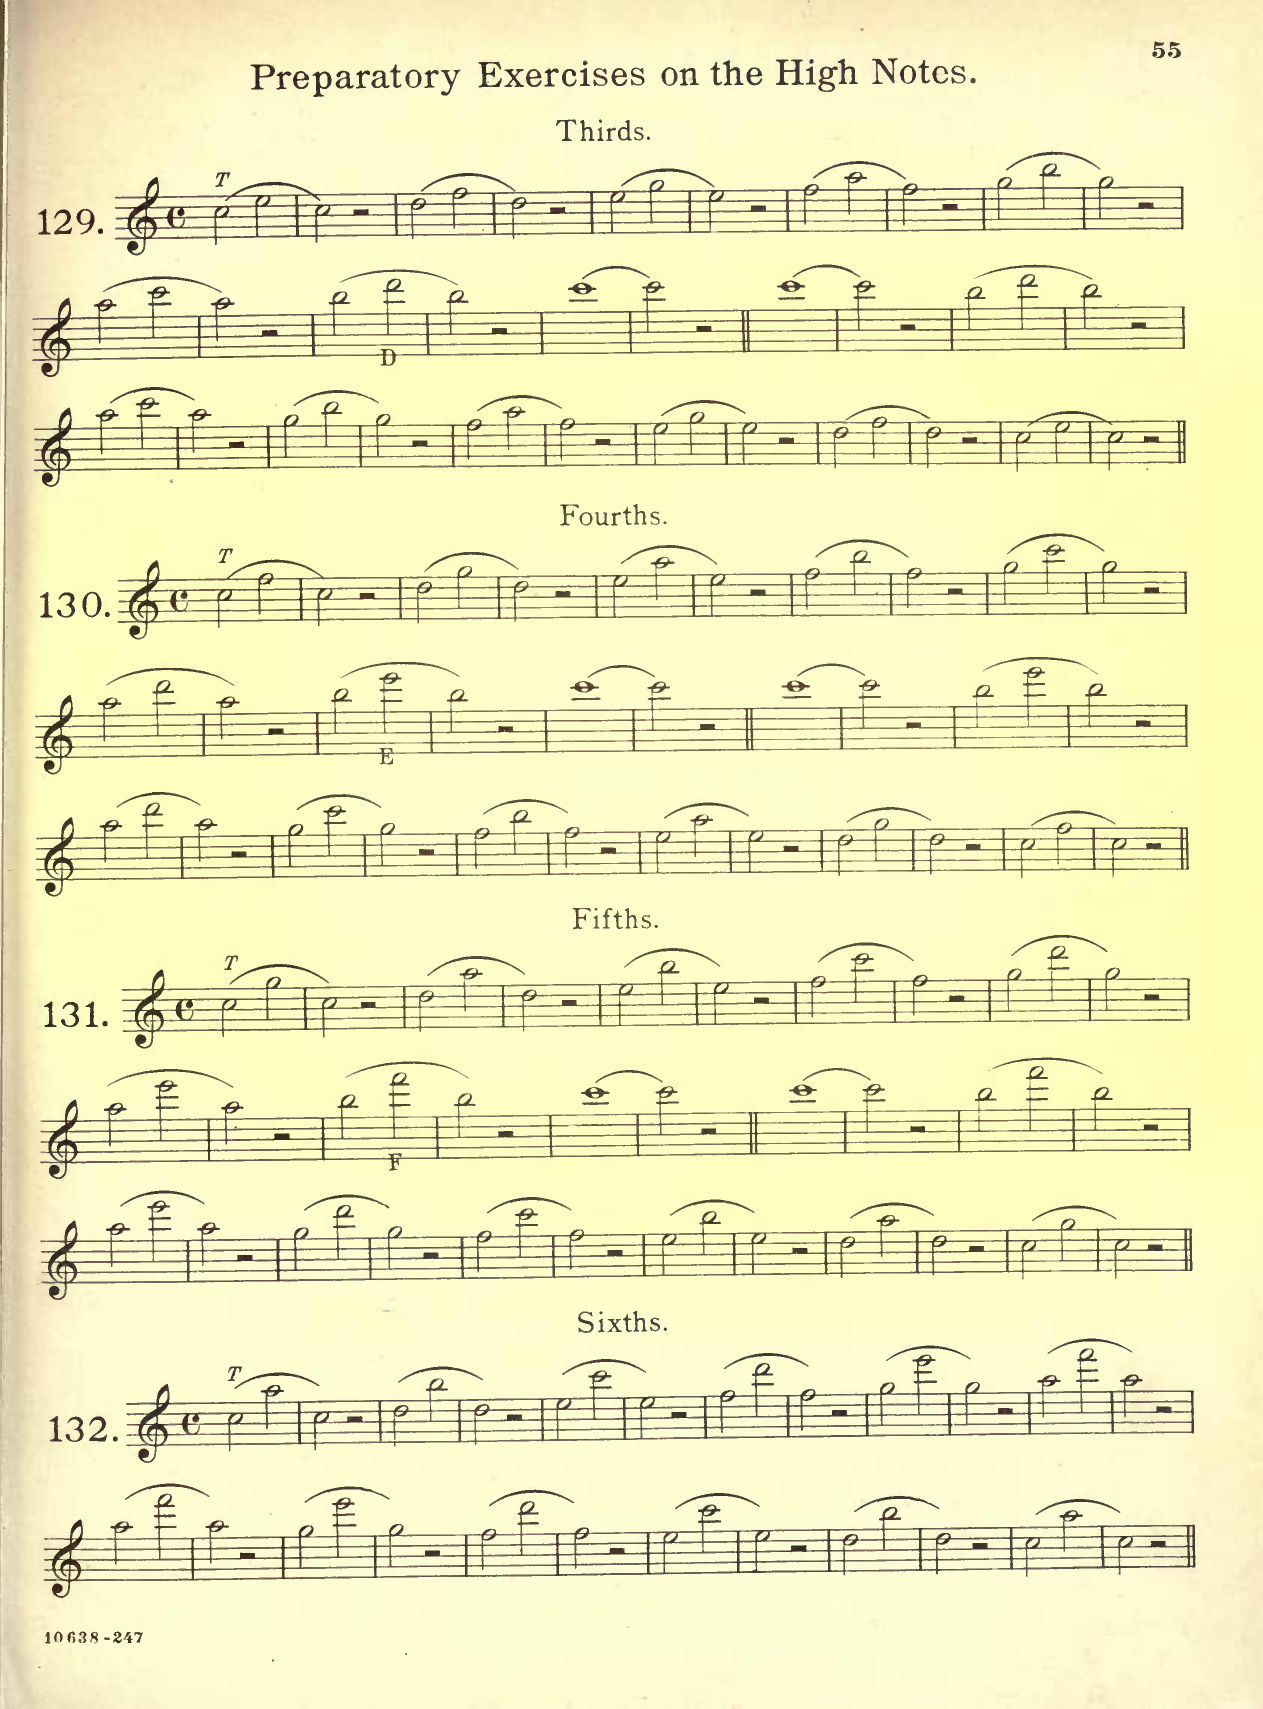 55
Preparatory Exercises on the High Notes.
Thirds.
T
129.
D
Fourths.
T
130.
E
Fifths.
T
131.
F
Sixths.
T
132.
10638-247